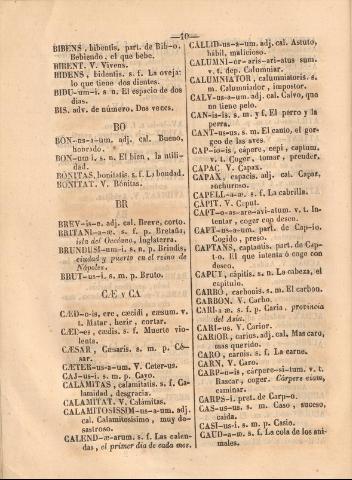 —10—
BIBENS, bibentis, part. de Bib-o.
Bebiendo, el que bebe.
BIBENT. V. Vivens.
BIDENS, bidentis. s. f. La oveja:
lo que tiene dos dientes.
BIDU-um-i. s. n. El espacio de dos
dias.
BIS. adv. de número. Dos veces.
BO
BON-us-a-um, adj. cal. Bueno,
honrado.
BON-um-i, s. n. El bien, la utili-
dad.
BONITAS, bonitatis. s. f. La bondad.
BONITAT. V. Bónitas.
BR
BREV-is-e. adj. cal. Breve, corto.
BRITANI-a-æ. s. f. p. Bretaña,
isla del Occéano, Inglaterra.
BRUNDUSI-um-i. s. n. p. Brindis,
ciudad y puerto en el reino de
Nápoles.
BRUT-us-i. s. m. p. Bruto.
CÆ y CA
CÆD-o-is, ere, cecidi, cæsum. v.
t. Matar, herir, cortar.
CÆD-es, cædis. s. f. Muerte vio-
lenta.
CÆSAR, Cæsaris. s. m. p. Cé-
sar.
CÆTER-us-a-um. V. Ceter-us.
CAJ-us-i. s. m. p. Cayo.
CALAMITAS, calamitatis. s. f. Ca-
lamidad, desgracia.
CALAMITAT. V. Calámitas.
CALAMITOSISSIM-us-a-um. adj.
cal. Calamitosísimo, muy de-
sastroso.
CALEND-æ-arum. s. f. Las calen-
das, el primer dia de cada mes.
CALLID-us-a-um. adj. cal. Astuto,
hábil, malicioso.
CALUMNI-or-aris-ari-atus sum.
v. t. dep. Calumniar.
CALUMNIATOR, calumniatoris. s.
m. Calumniador, impostor.
CALV-us-a-um, adj. cal. Calvo, que
no tiene pelo.
CAN-is-is. s. m. y f. El perro y la
perra.
CANT-us-us. s. m. El canto, el gor-
geo de las aves.
CAP-io-is, cápere, cepi, captum,
v. t. Coger, tomar, prender,
CAPAC V. Capax.
CAPAX, capacis, adj. cal. Capaz,
anchuroso.
CAPELL-a-æ. s. f. La cabrilla.
CAPIT, V. Caput.
CAPT-o-as-are-avi-atum. v. t. In-
tentar, coger con deseo.
CAPT-us-a-um. part. de Cap-io.
Cogido, preso.
CAPTANS, captantis, part. de Cap-
t-o. El que intenta ó coge con
deseo.
CAPUT, cápitis. s. n. La cabeza, el
capítulo.
CARBO, carbonis. s. m. El carbon.
CARBON. V. Carbo.
CARI-a æ. s. f. p. Caria, provincia
del Asia.
CARI-us. V. Carior.
CARIOR, carius. adj. cal. Mas caro,
mas querido.
CARO, carnis. s. f. La carne.
CARN, V. Caro.
CARP-o-is, cárpere-si-tum, v. t.
Rascar, coger. Cárpere viam,
caminar.
CARPS-i. pret. de Carp-o.
CAS-us-us. s. m. Caso, suceso,
caida.
CASI-us-i. s. m. p. Casio.
CAUD-a-æ. s. f. La cola de los ani-
males.